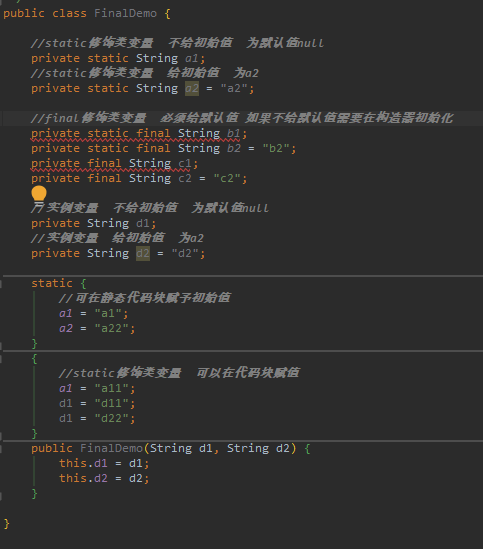 public class FinalDemo {
//static修饰类变量 不给初始值 为默认值null
private static String a1;
//static修饰类变量 给初始值 为a2
private static String a2 = "a2";
//final修饰类变量 必须给默认值 如果不给默认值需要在构造器初始化
private static final String b1;
private static final String b2 = "b2";
private final String c1;
private final String c2 = "c2";
//实例变量 不给初始值 为默认值null
private String d1;
//实例变量 给初始值 为a2
private String d2 = "d2";
static {
//可在静态代码块赋予初始值
a1 = "a1";
a2 = "a22";
}
{
//static修饰类变量 可以在代码块赋值
a1 = "a11";
d1 = "d11";
d1 = "d22";
}
public FinalDemo(String d1, String d2) {
this.d1 = d1;
this.d2 = d2;
}
}